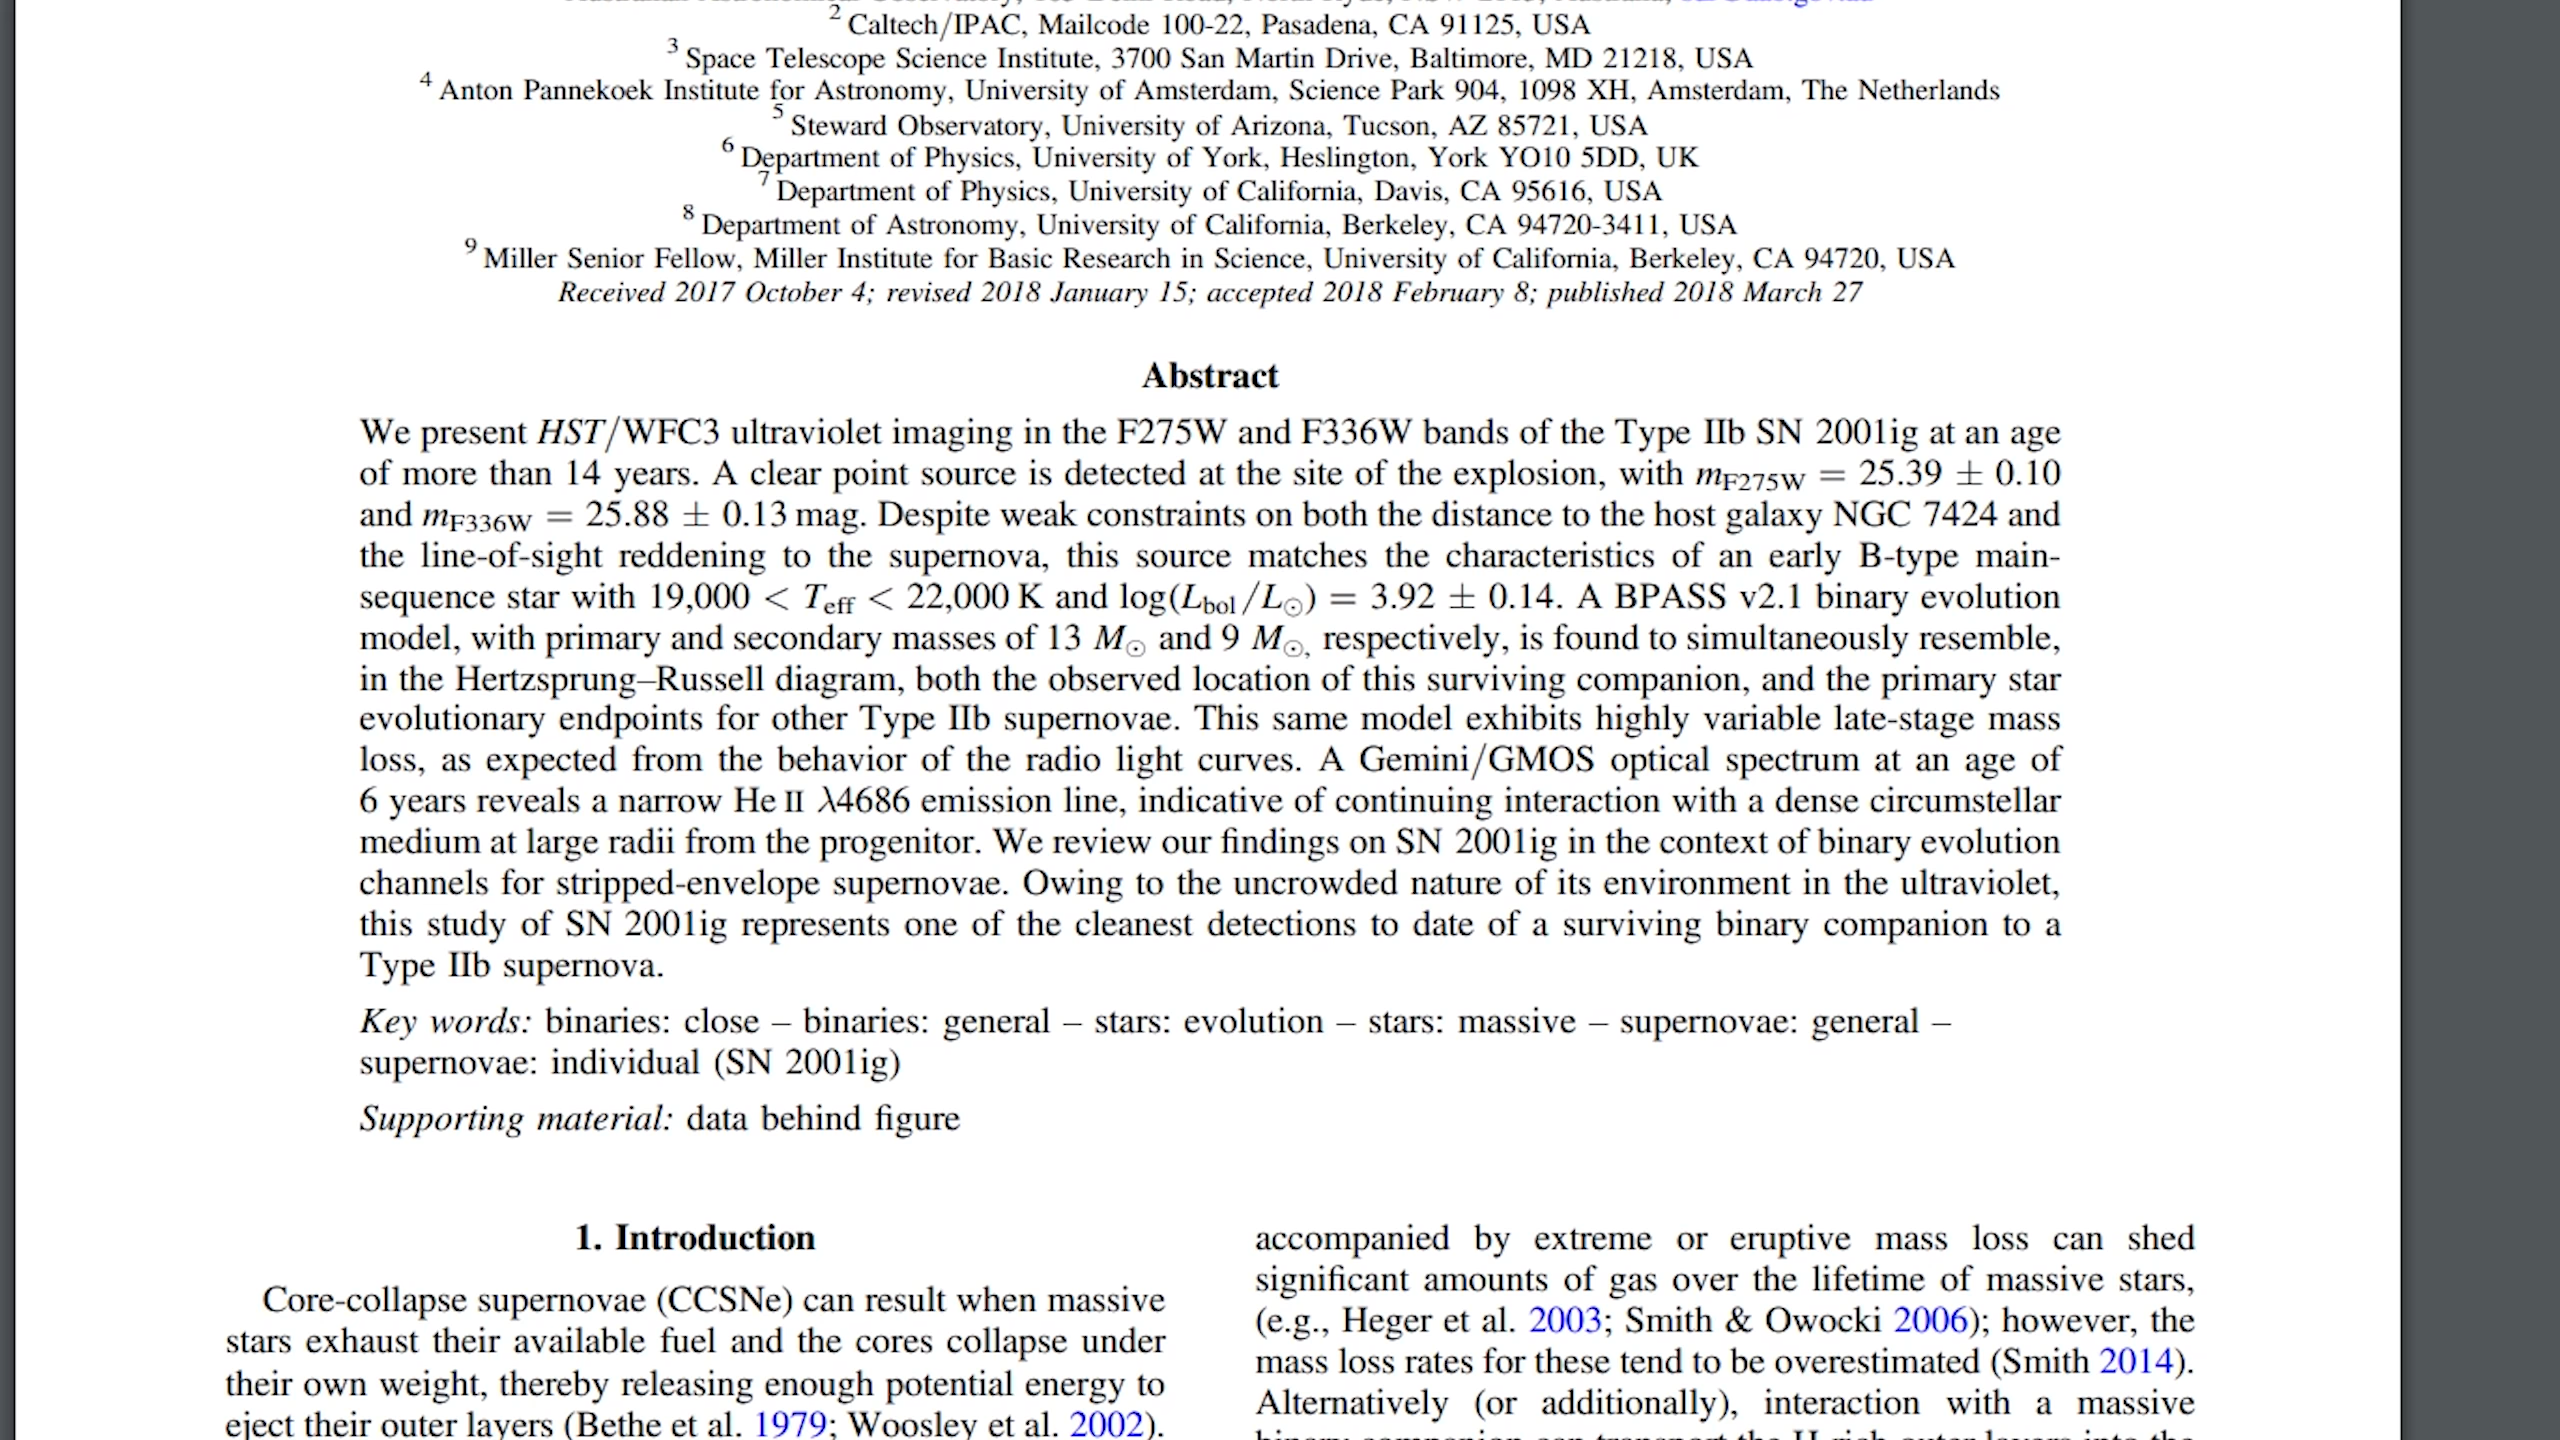 2 Caltech/IPAC, Mailcode 100-22, Pasadena, CA 91125, USA
3 Space Telescope Science Institute, 3700 San Martin Drive, Baltimore, MD 21218, USA
4 Anton Pannekoek Institute for Astronomy, University of Amsterdam, Science Park 904, 1098 XH, Amsterdam, The Netherlands
5 Steward Observatory, University of Arizona, Tucson, AZ 85721, USA
6 Department of Physics, University of York, Heslington, York YO10 5DD, UK
7 Department of Physics, University of California, Davis, CA 95616, USA
8 Department of Astronomy, University of California, Berkeley, CA 94720-3411, USA
9 Miller Senior Fellow, Miller Institute for Basic Research in Science, University of California, Berkeley, CA 94720, USA
Received 2017 October 4; revised 2018 January 15; accepted 2018 February 8; published 2018 March 27
Abstract
We present HST/WFC3 ultraviolet imaging in the F275W and F336W bands of the Type IIb SN 2001ig at an age
of more than 14 years. A clear point source is detected at the site of the explosion, with mF275W = 25.39 ± 0.10
and mF336W = 25.88 ± 0.13 mag. Despite weak constraints on both the distance to the host galaxy NGC 7424 and
the line-of-sight reddening to the supernova, this source matches the characteristics of an early B-type main-
sequence star with 19,000 < Teff < 22,000 K and log(Lbol/L⊙) = 3.92 ± 0.14. A BPASS v2.1 binary evolution
model, with primary and secondary masses of 13 M⊙ and 9 M⊙, respectively, is found to simultaneously resemble,
in the Hertzsprung–Russell diagram, both the observed location of this surviving companion, and the primary star
evolutionary endpoints for other Type IIb supernovae. This same model exhibits highly variable late-stage mass
loss, as expected from the behavior of the radio light curves. A Gemini/GMOS optical spectrum at an age of
6 years reveals a narrow He II λ4686 emission line, indicative of continuing interaction with a dense circumstellar
medium at large radii from the progenitor. We review our findings on SN 2001ig in the context of binary evolution
channels for stripped-envelope supernovae. Owing to the uncrowded nature of its environment in the ultraviolet,
this study of SN 2001ig represents one of the cleanest detections to date of a surviving binary companion to a
Type IIb supernova.
Key words: binaries: close – binaries: general – stars: evolution – stars: massive – supernovae: general –
supernovae: individual (SN 2001ig)
Supporting material: data behind figure
1. Introduction
Core-collapse supernovae (CCSNe) can result when massive
stars exhaust their available fuel and the cores collapse under
their own weight, thereby releasing enough potential energy to
eject their outer layers (Bethe et al. 1979; Woosley et al. 2002).
accompanied by extreme or eruptive mass loss can shed
significant amounts of gas over the lifetime of massive stars,
(e.g., Heger et al. 2003; Smith & Owocki 2006); however, the
mass loss rates for these tend to be overestimated (Smith 2014).
Alternatively (or additionally), interaction with a massive